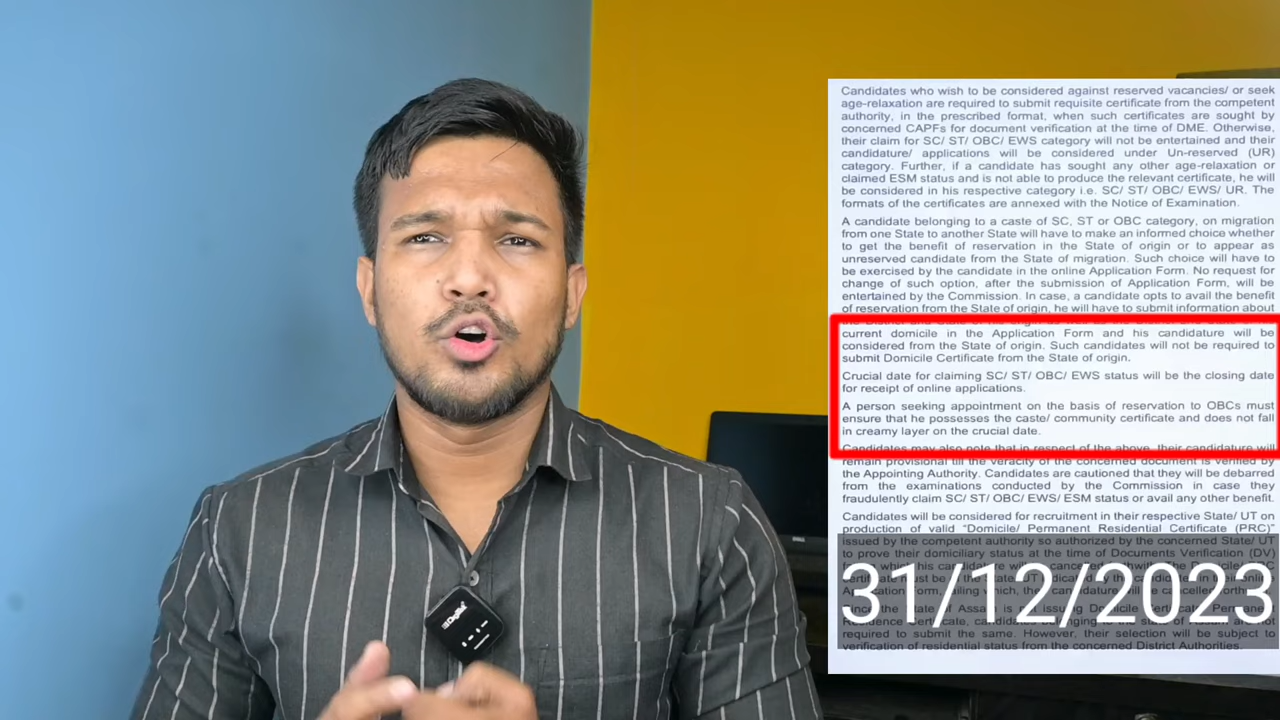 Candidates who wish to be considered against reserved vacancies/ or seek
age-relaxation are required to submit requisite certificate from the competent
authority, in the prescribed format, when such certificates are sought by
concerned CAPFs for document verification at the time of DME. Otherwise,
their claim for SC/ ST/ OBC/ EWS category will not be entertained and their
candidature/ applications will be considered under Un-reserved (UR)
category. Further, if a candidate has sought any other age-relaxation or
claimed ESM status and is not able to produce the relevant certificate, he will
be considered in his respective category i.e. SC/ ST/ OBC/ EWS/ UR. The
formats of the certificates are annexed with the Notice of Examination.
A candidate belonging to a caste of SC, ST or OBC category, on migration
from one State to another State will have to make an informed choice whether
to get the benefit of reservation in the State of origin or to appear as
unreserved candidate from the State of migration. Such choice will have to
be exercised by the candidate in the online Application Form. No request for
change of such option, after the submission of Application Form, will be
entertained by the Commission. In case, a candidate opts to avail the benefit
of reservation from the State of origin, he will have to submit information about
current domicile in the Application Form and his candidature will be
considered from the State of origin. Such candidates will not be required to
submit Domicile Certificate from the State of origin.
Crucial date for claiming SC/ ST/ OBC/ EWS status will be the closing date
for receipt of online applications.
A person seeking appointment on the basis of reservation to OBCs must
ensure that he possesses the caste/ community certificate and does not fall
in creamy layer on the crucial date.
Candidates may also note that in respect of the above, their candidature will
remain provisional till the veracity of the concerned document is verified by
the Appointing Authority. Candidates are cautioned that they will be debarred
from the examinations conducted by the Commission in case they
fraudulently claim SC/ ST/ OBC/ EWS/ ESM status or avail any other benefit.
Candidates will be considered for recruitment in their respective State/ UT on
production of valid "Domicile/ Permanent Residential Certificate (PRC)"
issued by the competent authority so authorized by the concerned State/ UT
to prove their domiciliary status at the time of Documents Verification (DV)
31/12/2023
required to submit the same. However, their selection will be subject to
verification of residential status from the concerned District Authorities.
DELL